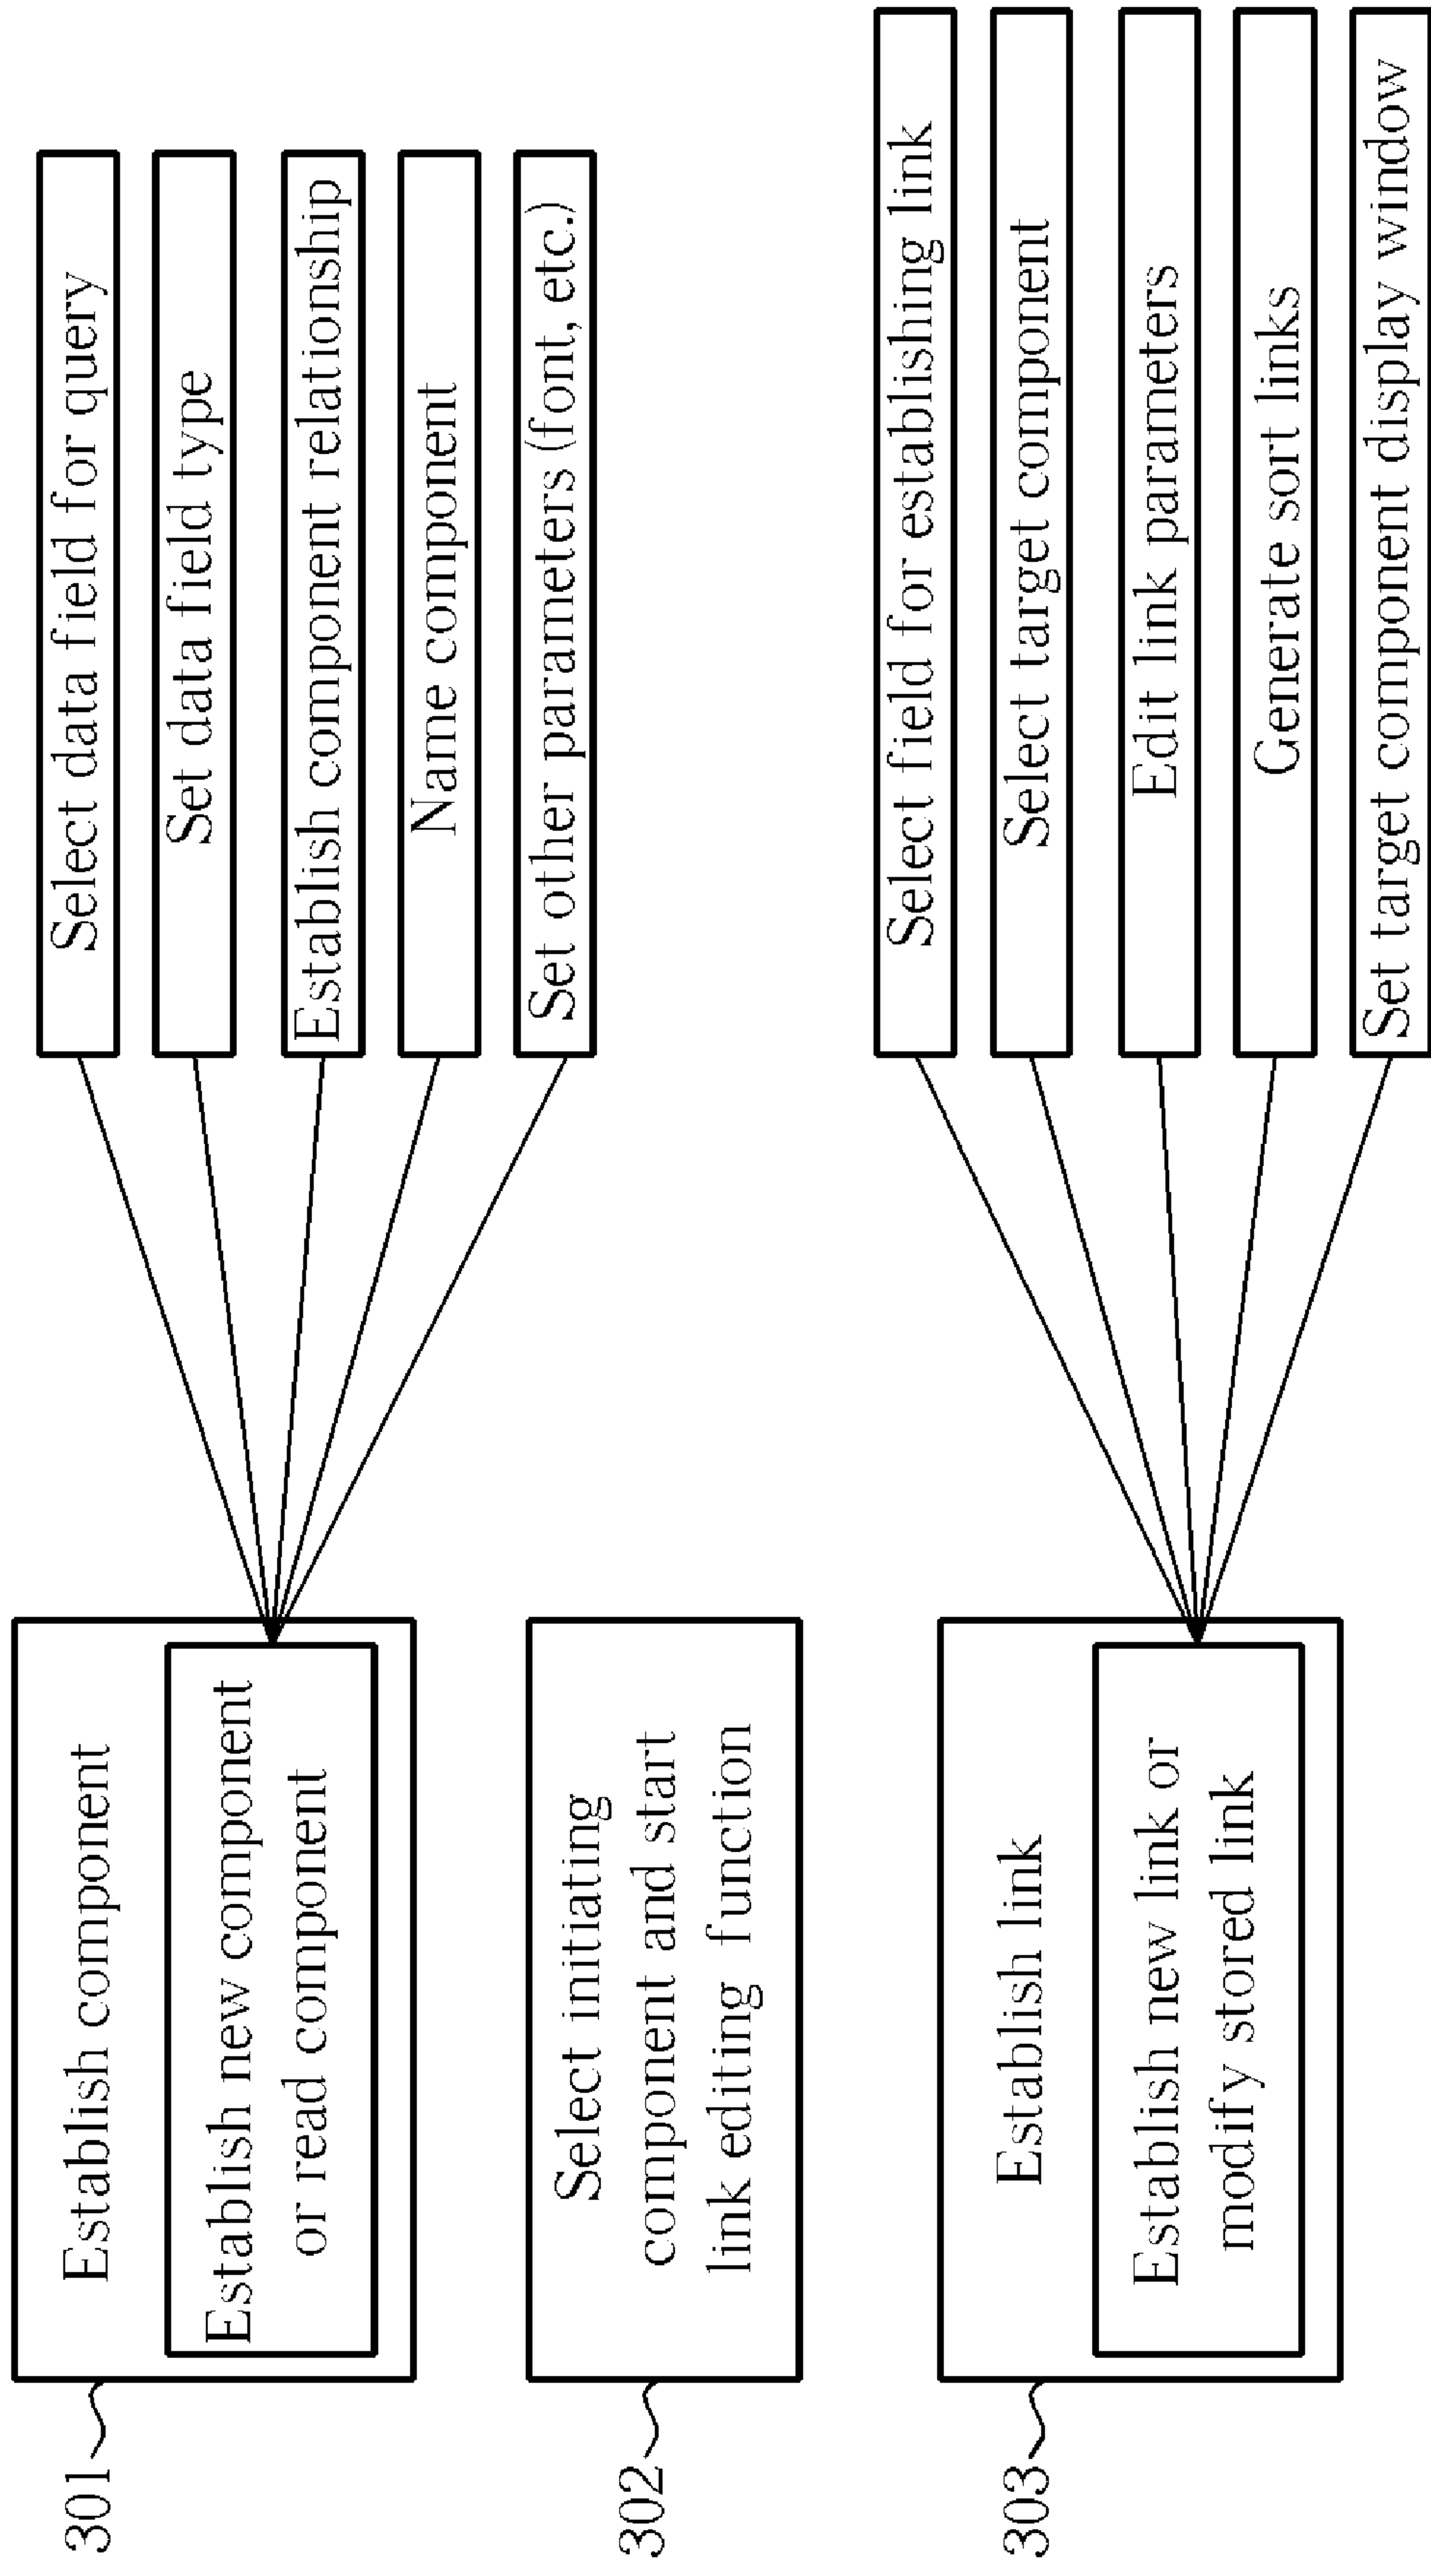 301
Establish component
Establish new component
or read component
Select data field for query
Set data field type
Establish component relationship
Name component
Set other parameters (font, etc.)
302
Select initiating
component and start
link editing function
303
Establish link
Establish new link or
modify stored link
Select field for establishing link
Select target component
Edit link parameters
Generate sort links
Set target component display window